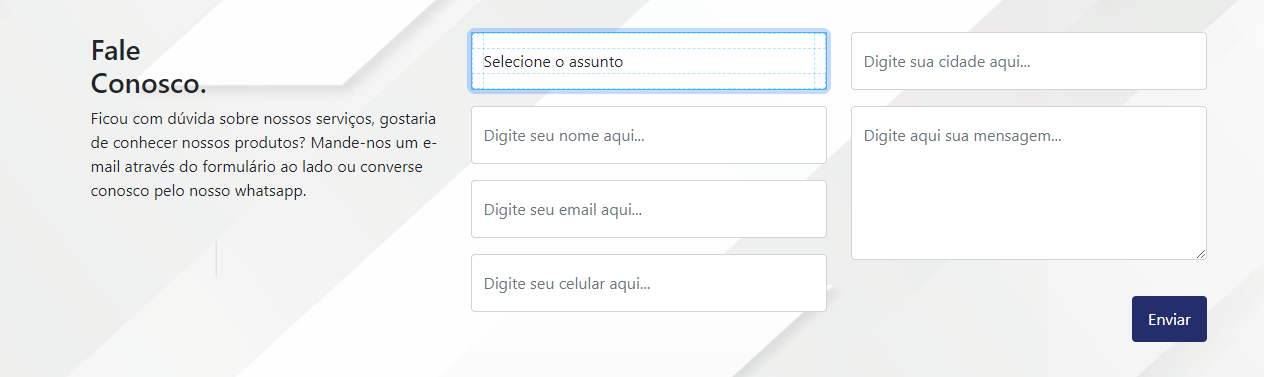 Fale
Conosco.
Ficou com dúvida sobre nossos serviços, gostaria
de conhecer nossos produtos? Mande-nos um e-
mail através do formulário ao lado ou converse
conosco pelo nosso whatsapp.
Selecione o assunto
Digite seu nome aqui...
Digite seu email aqui...
Digite seu celular aqui...
Digite sua cidade aqui...
Digite aqui sua mensagem...
Enviar